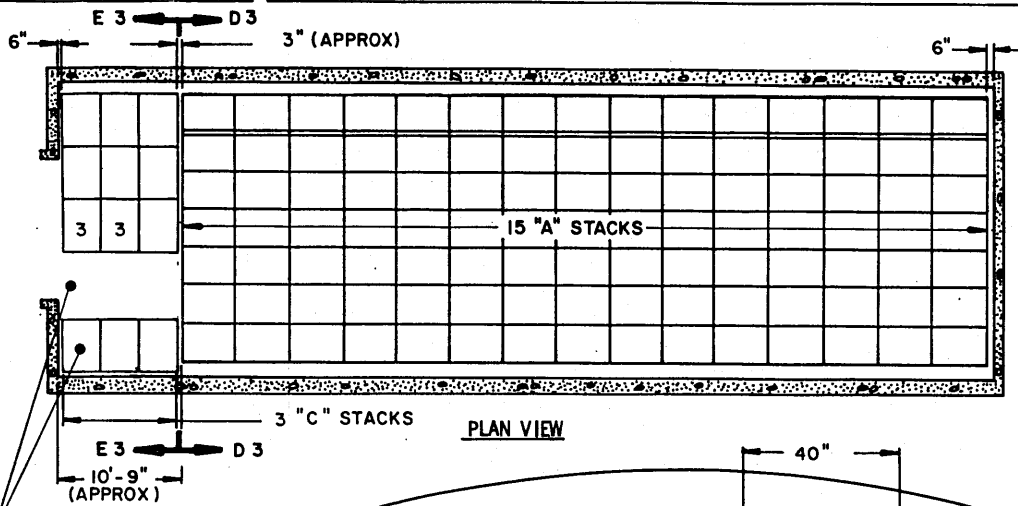 E 3 D 3
6" 3" (APPROX) 6"
3 3
15 "A" STACKS
3 "C" STACKS
PLAN VIEW
E 3 D 3
10'-9"
(APPROX)
40"